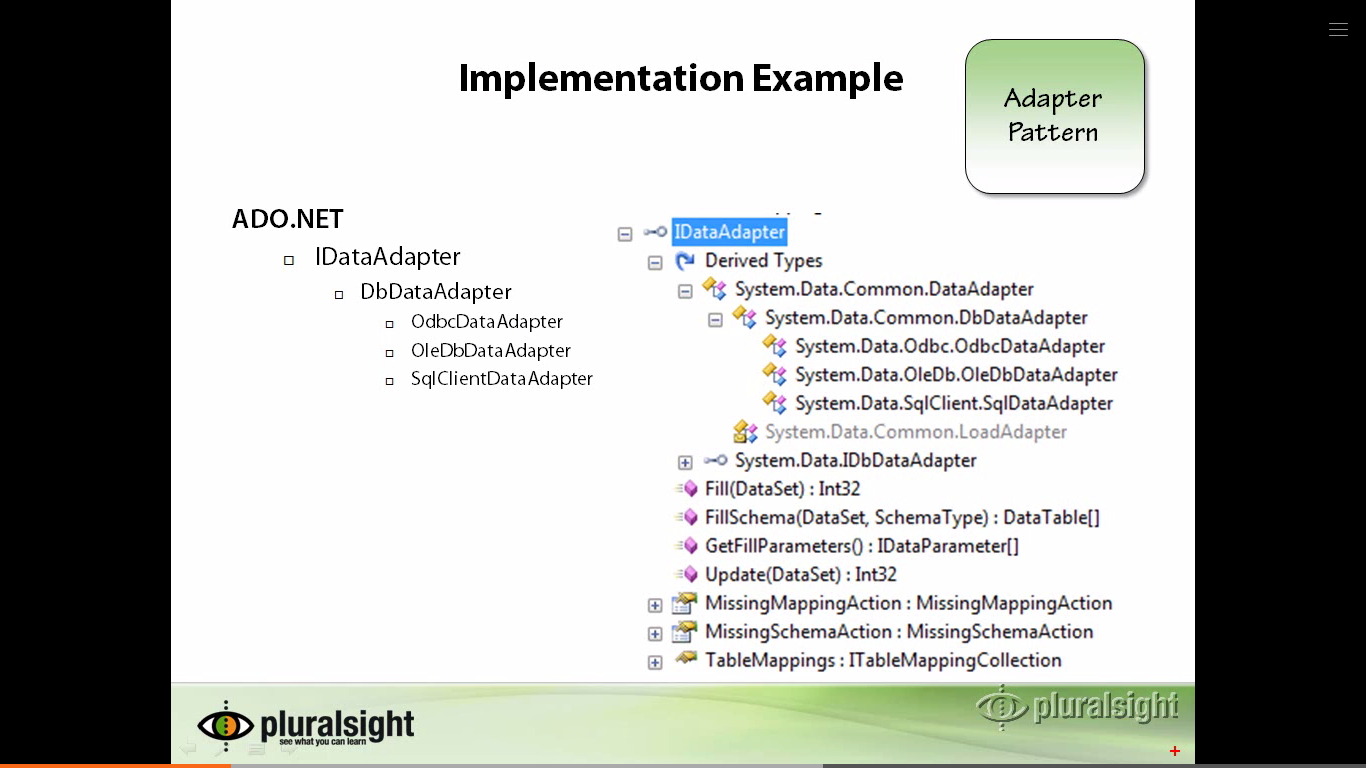 Implementation Example
Adapter
Pattern
ADO.NET
IDataAdapter
DbDataAdapter
OdbcDataAdapter
OleDbDataAdapter
SqlClientDataAdapter
IDataAdapter
Derived Types
System.Data.Common.DataAdapter
System.Data.Common.DbDataAdapter
System.Data.Odbc.OdbcDataAdapter
System.Data.OleDb.OleDbDataAdapter
System.Data.SqlClient.SqlDataAdapter
System.Data.Common.LoadAdapter
System.Data.IDbDataAdapter
Fill(DataSet) : Int32
FillSchema(DataSet, SchemaType) : DataTable[]
GetFillParameters() : IDataParameter[]
Update(DataSet) : Int32
MissingMappingAction : MissingMappingAction
MissingSchemaAction : MissingSchemaAction
TableMappings : ITableMappingCollection
pluralsight
see what you can learn
pluralsight